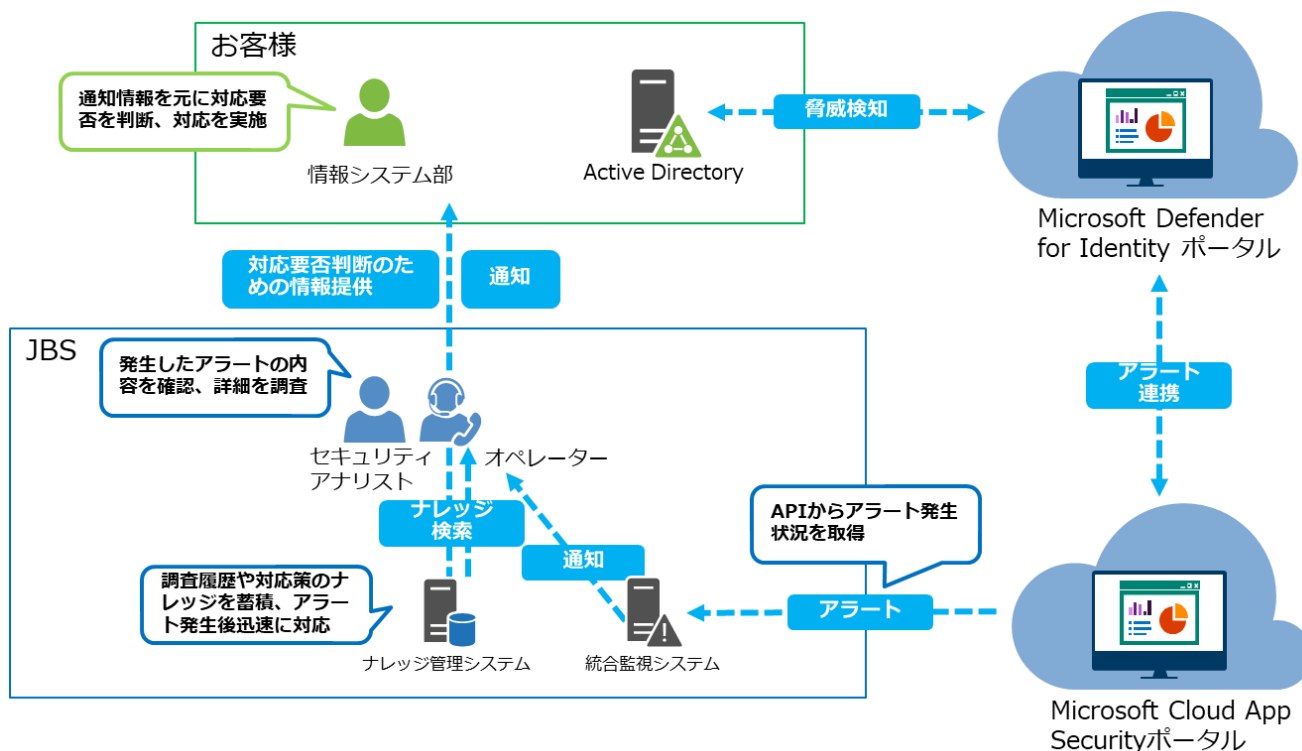 お客様
通知情報を元に対応要
否を判断、対応を実施
情報システム部
Active Directory
脅威検知
Microsoft Defender
for Identity ポータル
対応要否判断のた
めの情報提供
通知
JBS
発生したアラートの内
容を確認、詳細を調査
セキュリティ
アナリスト
オペレーター
アラート
連携
ナレッジ
検索
通知
APIからアラート発生
状況を取得
アラート
調査履歴や対応策のナ
レッジを蓄積、アラー
ト発生後迅速に対応
ナレッジ管理システム
統合監視システム
Microsoft Cloud App
Securityポータル